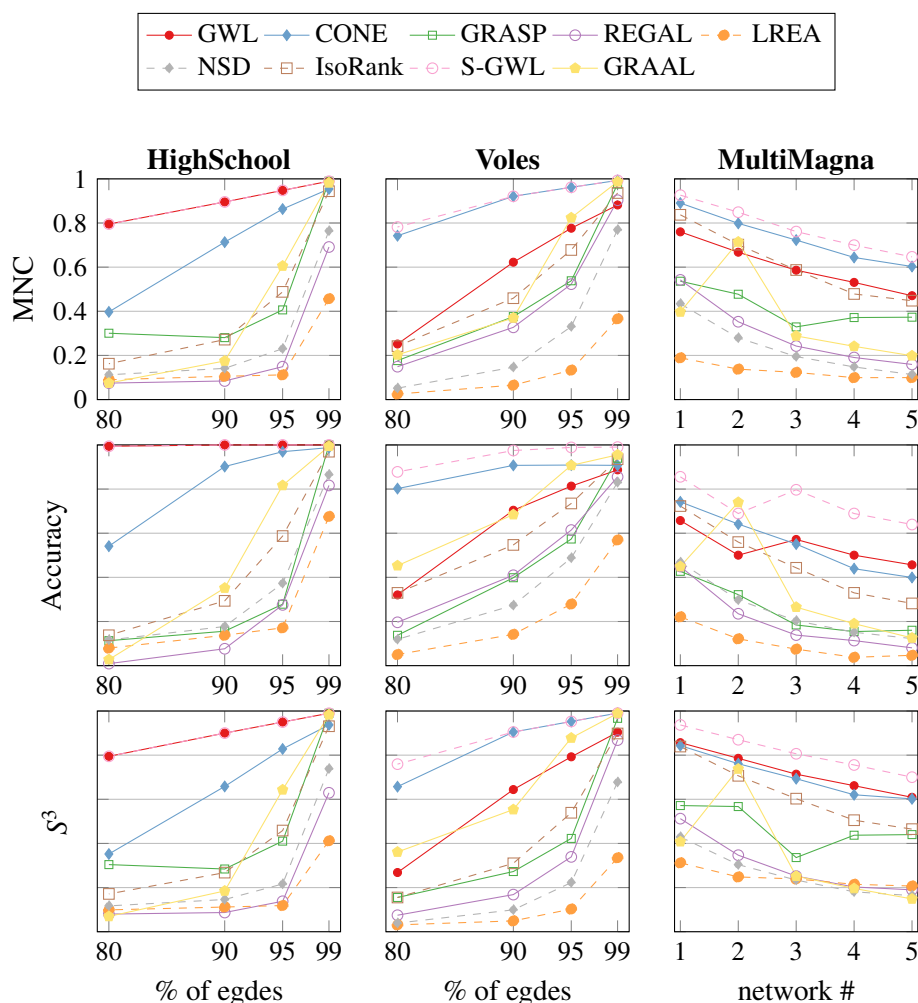 GWL CONE GRASP REGAL LREA
NSD IsoRank S-GWL GRAAL
HighSchool Voles MultiMagna
1
0.8
0.6
0.4
0.2
0
MNC
80 90 95 99 80 90 95 99 1 2 3 4 5
Accuracy
80 90 95 99 80 90 95 99 1 2 3 4 5
S³
80 90 95 99 80 90 95 99 1 2 3 4 5
% of egdes % of egdes network #